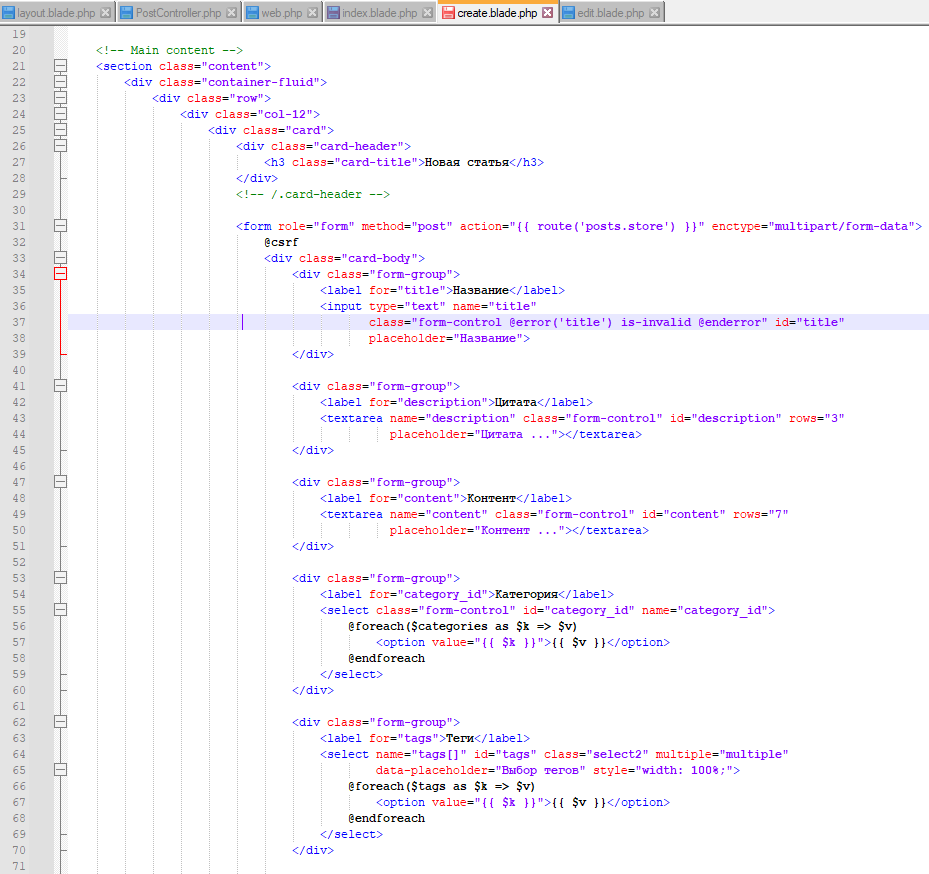 layout.blade.php PostController.php web.php index.blade.php create.blade.php edit.blade.php
19
20 <!-- Main content -->
21 <section class="content">
22 <div class="container-fluid">
23 <div class="row">
24 <div class="col-12">
25 <div class="card">
26 <div class="card-header">
27 <h3 class="card-title">Новая статья</h3>
28 </div>
29 <!-- /.card-header -->
30
31 <form role="form" method="post" action="{{ route('posts.store') }}" enctype="multipart/form-data">
32 @csrf
33 <div class="card-body">
34 <div class="form-group">
35 <label for="title">Название</label>
36 <input type="text" name="title"
37 class="form-control @error('title') is-invalid @enderror" id="title"
38 placeholder="Название">
39 </div>
40
41 <div class="form-group">
42 <label for="description">Цитата</label>
43 <textarea name="description" class="form-control" id="description" rows="3"
44 placeholder="Цитата ..."></textarea>
45 </div>
46
47 <div class="form-group">
48 <label for="content">Контент</label>
49 <textarea name="content" class="form-control" id="content" rows="7"
50 placeholder="Контент ..."></textarea>
51 </div>
52
53 <div class="form-group">
54 <label for="category_id">Категория</label>
55 <select class="form-control" id="category_id" name="category_id">
56 @foreach($categories as $k => $v)
57 <option value="{{ $k }}">{{ $v }}</option>
58 @endforeach
59 </select>
60 </div>
61
62 <div class="form-group">
63 <label for="tags">Теги</label>
64 <select name="tags[]" id="tags" class="select2" multiple="multiple"
65 data-placeholder="Выбор тегов" style="width: 100%;">
66 @foreach($tags as $k => $v)
67 <option value="{{ $k }}">{{ $v }}</option>
68 @endforeach
69 </select>
70 </div>
71